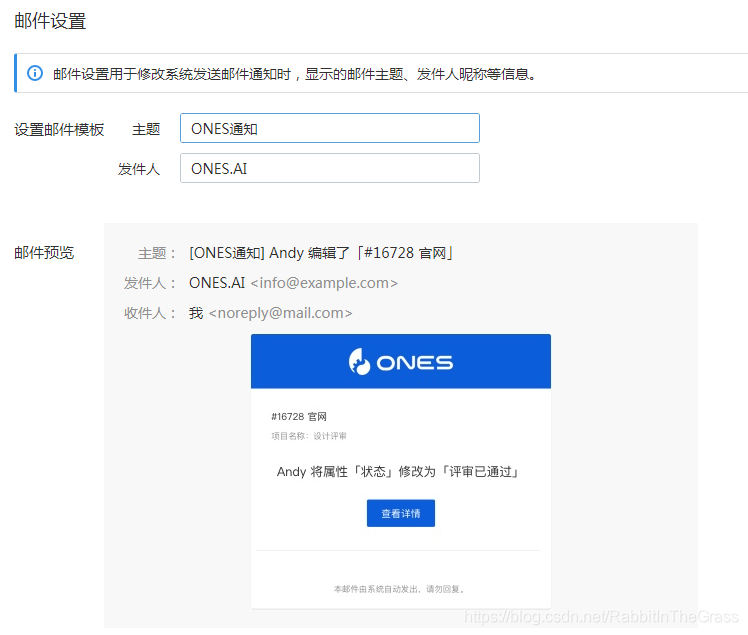 邮件设置
邮件设置用于修改系统发送邮件通知时，显示的邮件主题、发件人昵称等信息。
设置邮件模板 主题 ONES通知
发件人 ONES.AI
邮件预览 主题： [ONES通知] Andy 编辑了「#16728 官网」
发件人： ONES.AI <info@example.com>
收件人： 我 <noreply@mail.com>
ONES
#16728 官网
项目名称：设计评审
Andy 将属性「状态」修改为「评审已通过」
查看详情
本邮件由系统自动发出，请勿回复。
https://blog.csdn.net/RabbitInTheGrass